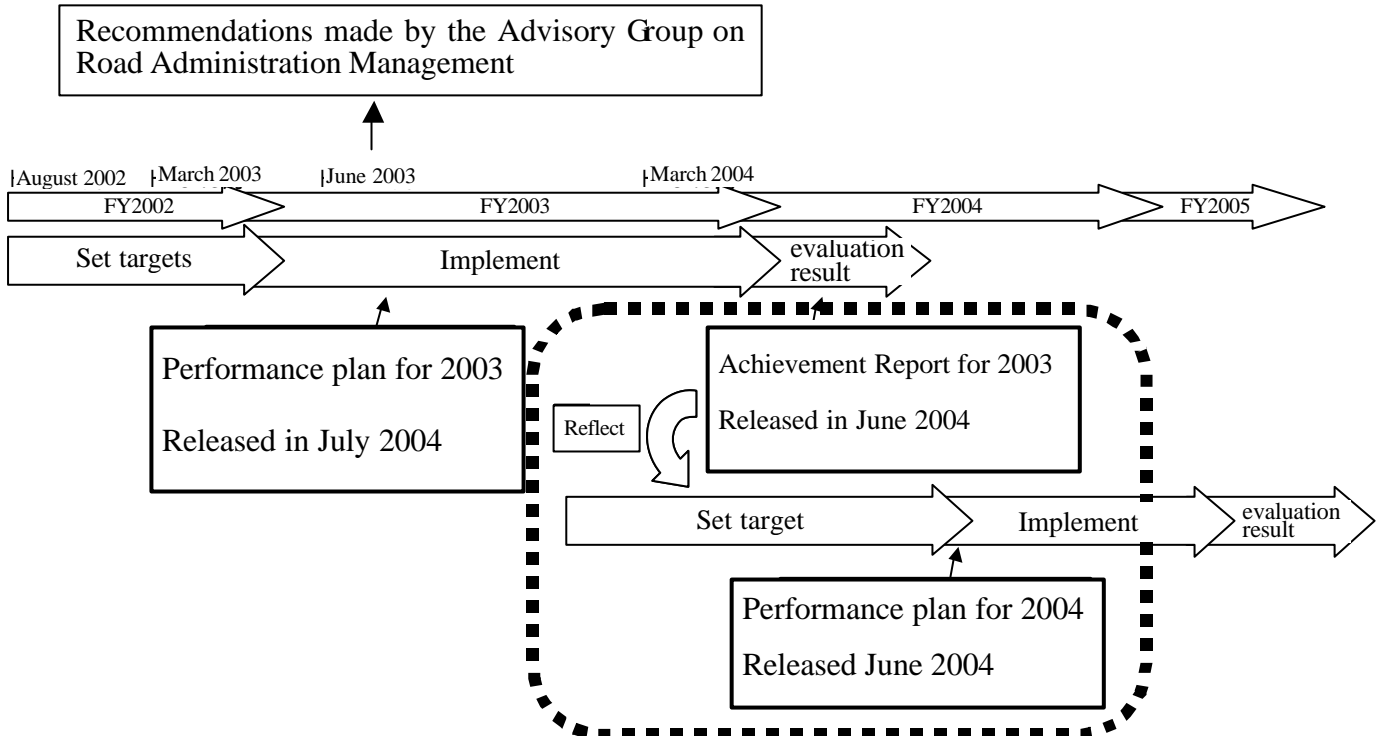 Recommendations made by the Advisory Group on
Road Administration Management
August 2002
March 2003
June 2003
March 2004
FY2002
FY2003
FY2004
FY2005
Set targets
Implement
evaluation
result
Performance plan for 2003
Released in July 2004
Achievement Report for 2003
Released in June 2004
Reflect
Set target
Implement
evaluation
result
Performance plan for 2004
Released June 2004